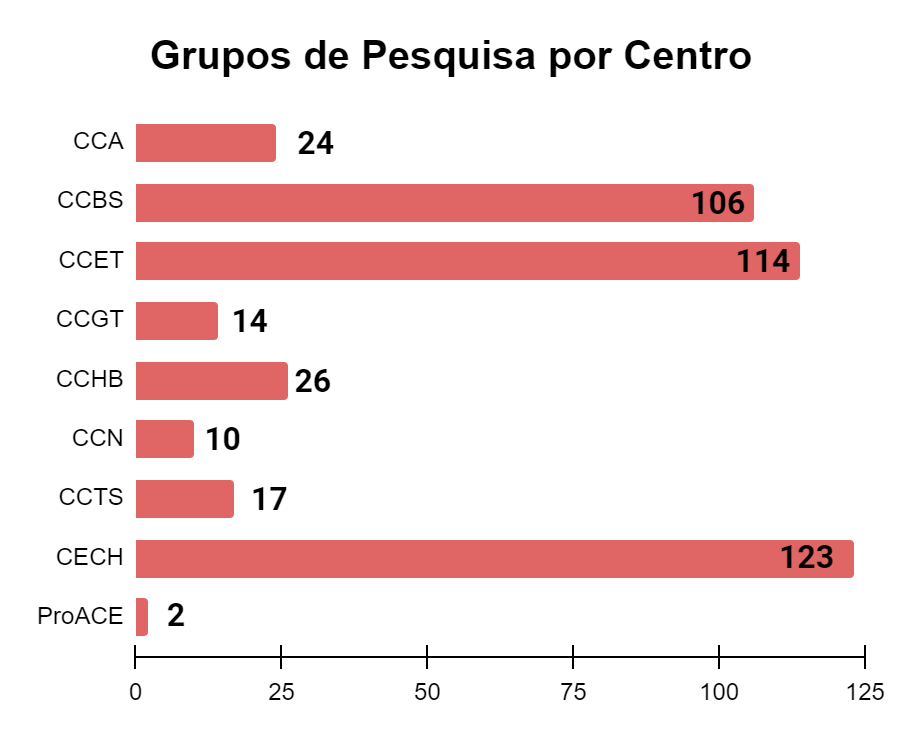 Grupos de Pesquisa por Centro
CCA 24
CCBS 106
CCET 114
CCGT 14
CCHB 26
CCN 10
CCTS 17
CECH 123
ProACE 2
0 25 50 75 100 125